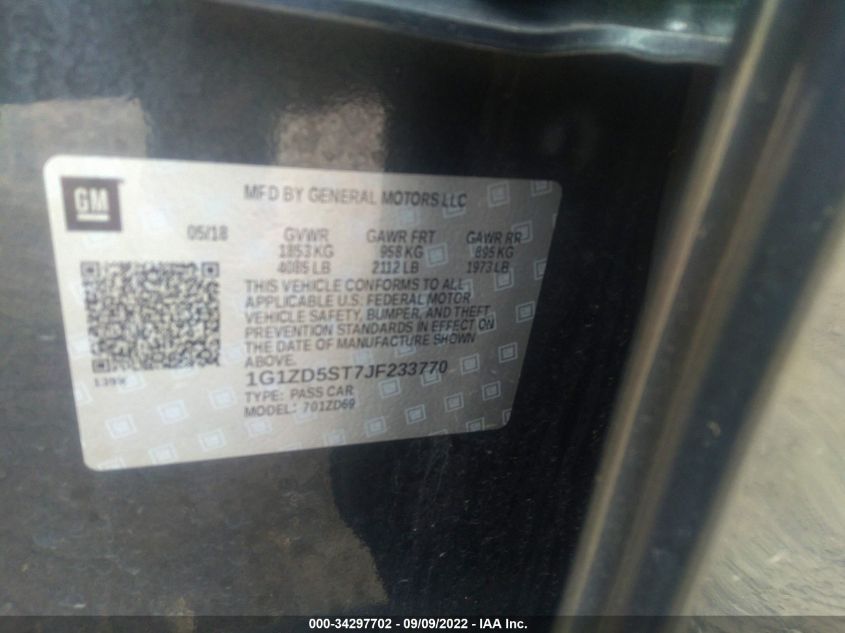 GM
MFD BY GENERAL MOTORS LLC
05/18 GVWR GAWR FRT GAWR RR
1853 KG 958 KG 895 KG
4085 LB 2112 LB 1973 LB
THIS VEHICLE CONFORMS TO ALL
APPLICABLE U.S. FEDERAL MOTOR
VEHICLE SAFETY, BUMPER, AND THEFT
PREVENTION STANDARDS IN EFFECT ON
THE DATE OF MANUFACTURE SHOWN
ABOVE.
1G1ZD5ST7JF233770
TYPE: PASS CAR
MODEL: 701ZD69
000-34297702 - 09/09/2022 - IAA Inc.